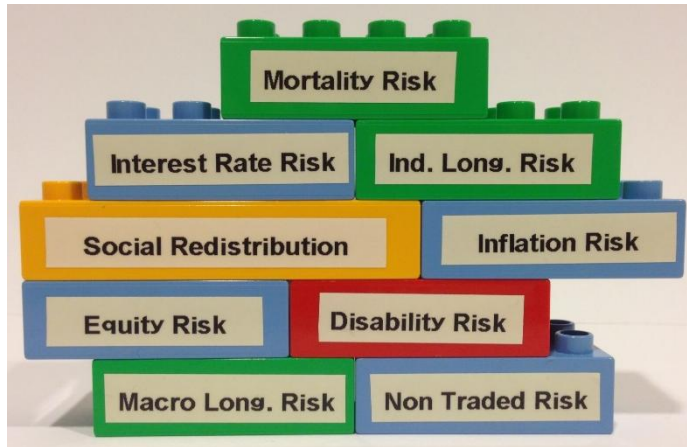 Mortality Risk
Interest Rate Risk
Ind. Long. Risk
Social Redistribution
Inflation Risk
Equity Risk
Disability Risk
Macro Long. Risk
Non Traded Risk